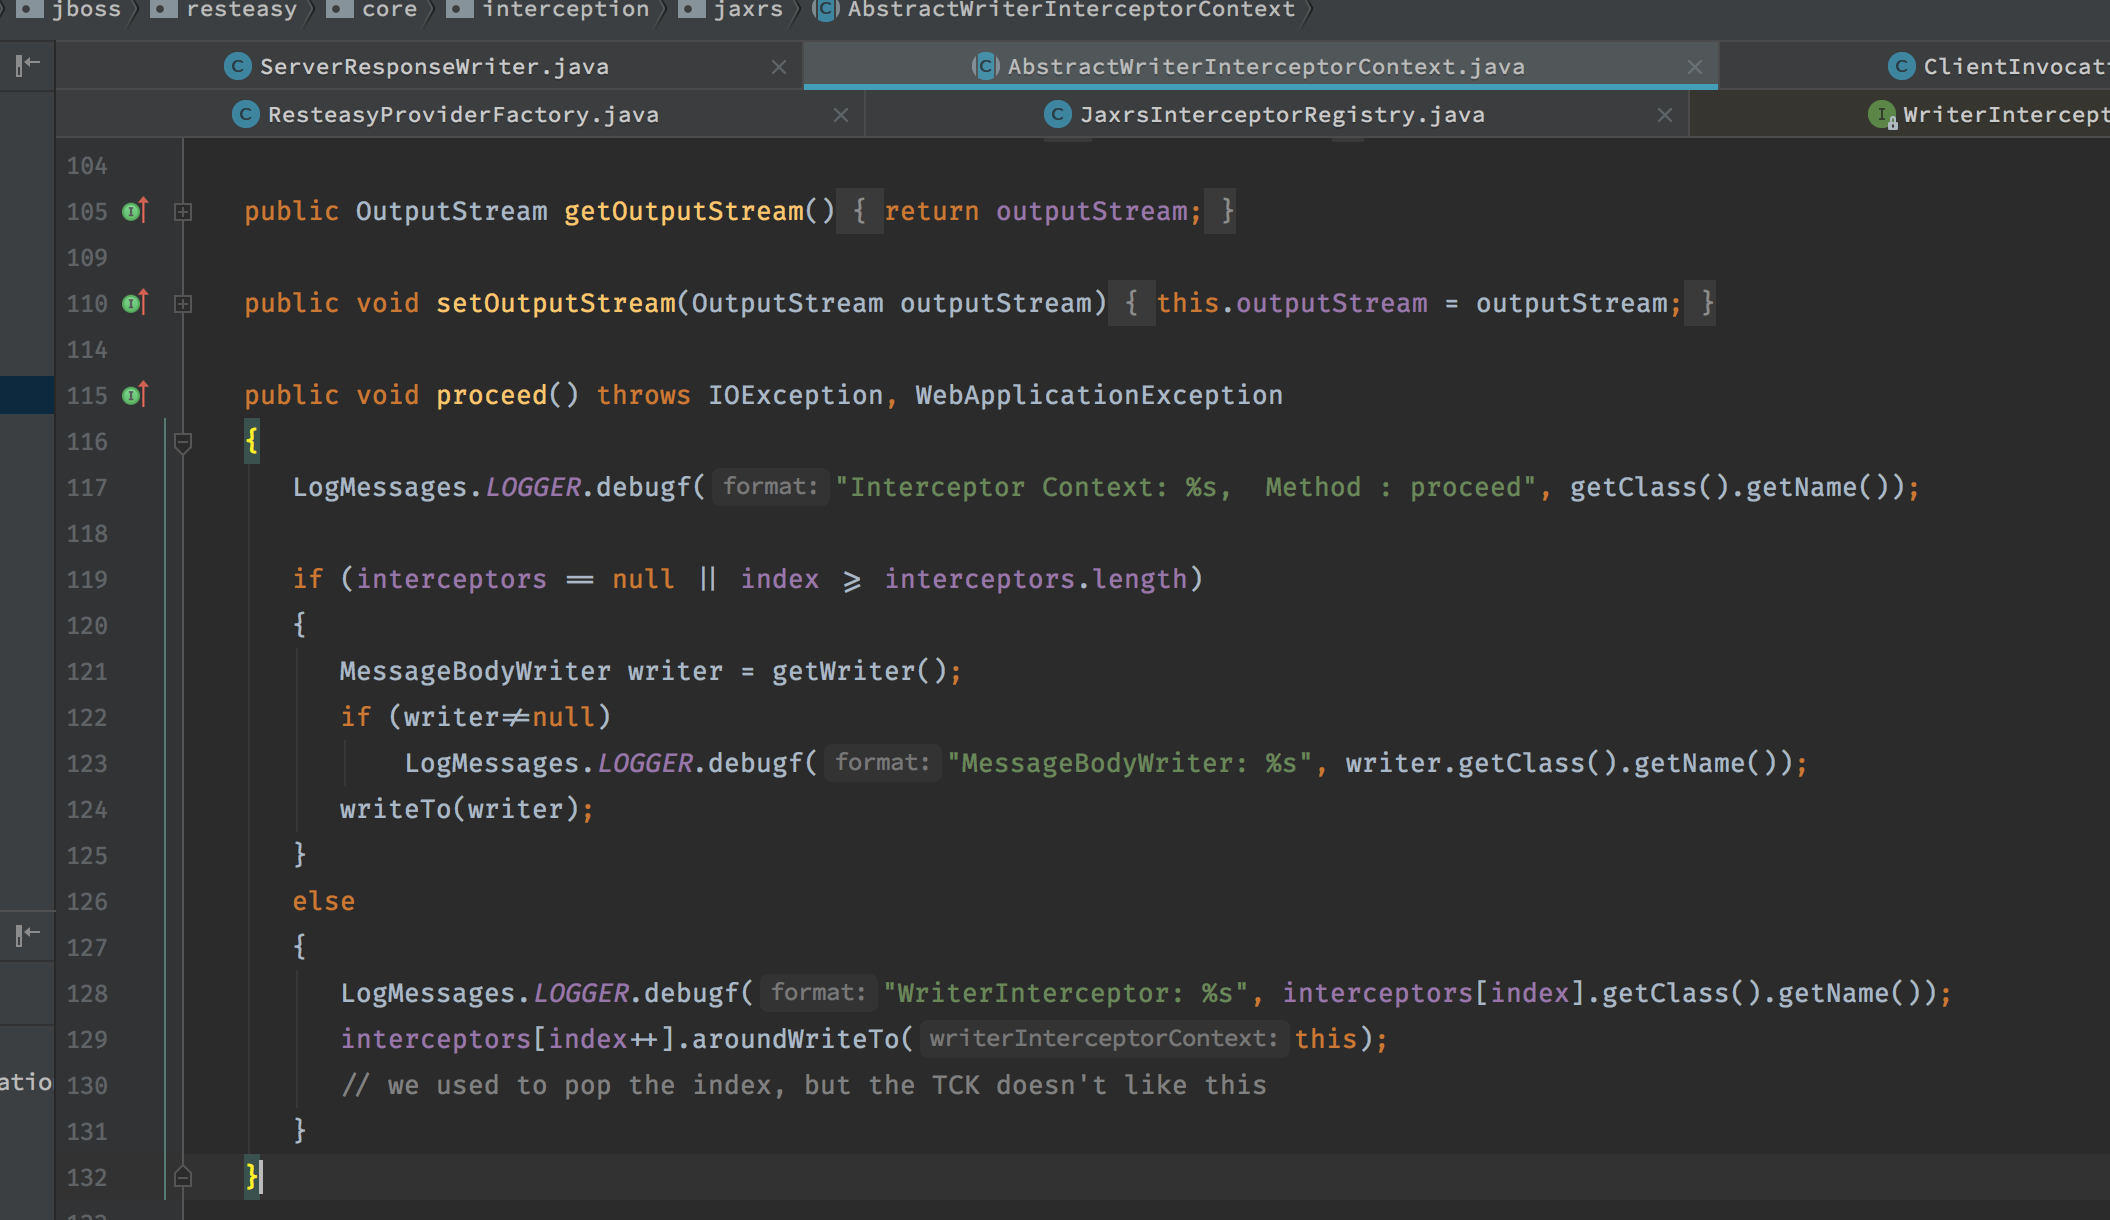 jboss resteasy core interception jaxrs AbstractWriterInterceptorContext
ServerResponseWriter.java AbstractWriterInterceptorContext.java
ResteasyProviderFactory.java JaxrsInterceptorRegistry.java
104
105 public OutputStream getOutputStream() { return outputStream; }
109
110 public void setOutputStream(OutputStream outputStream) { this.outputStream = outputStream; }
114
115 public void proceed() throws IOException, WebApplicationException
116 {
117 LogMessages.LOGGER.debugf( format: "Interceptor Context: %s,  Method : proceed", getClass().getName());
118
119 if (interceptors == null || index >= interceptors.length)
120 {
121 MessageBodyWriter writer = getWriter();
122 if (writer!=null)
123 LogMessages.LOGGER.debugf( format: "MessageBodyWriter: %s", writer.getClass().getName());
124 writeTo(writer);
125 }
126 else
127 {
128 LogMessages.LOGGER.debugf( format: "WriterInterceptor: %s", interceptors[index].getClass().getName());
129 interceptors[index++].aroundWriteTo( writerInterceptorContext: this);
130 // we used to pop the index, but the TCK doesn't like this
131 }
132 }